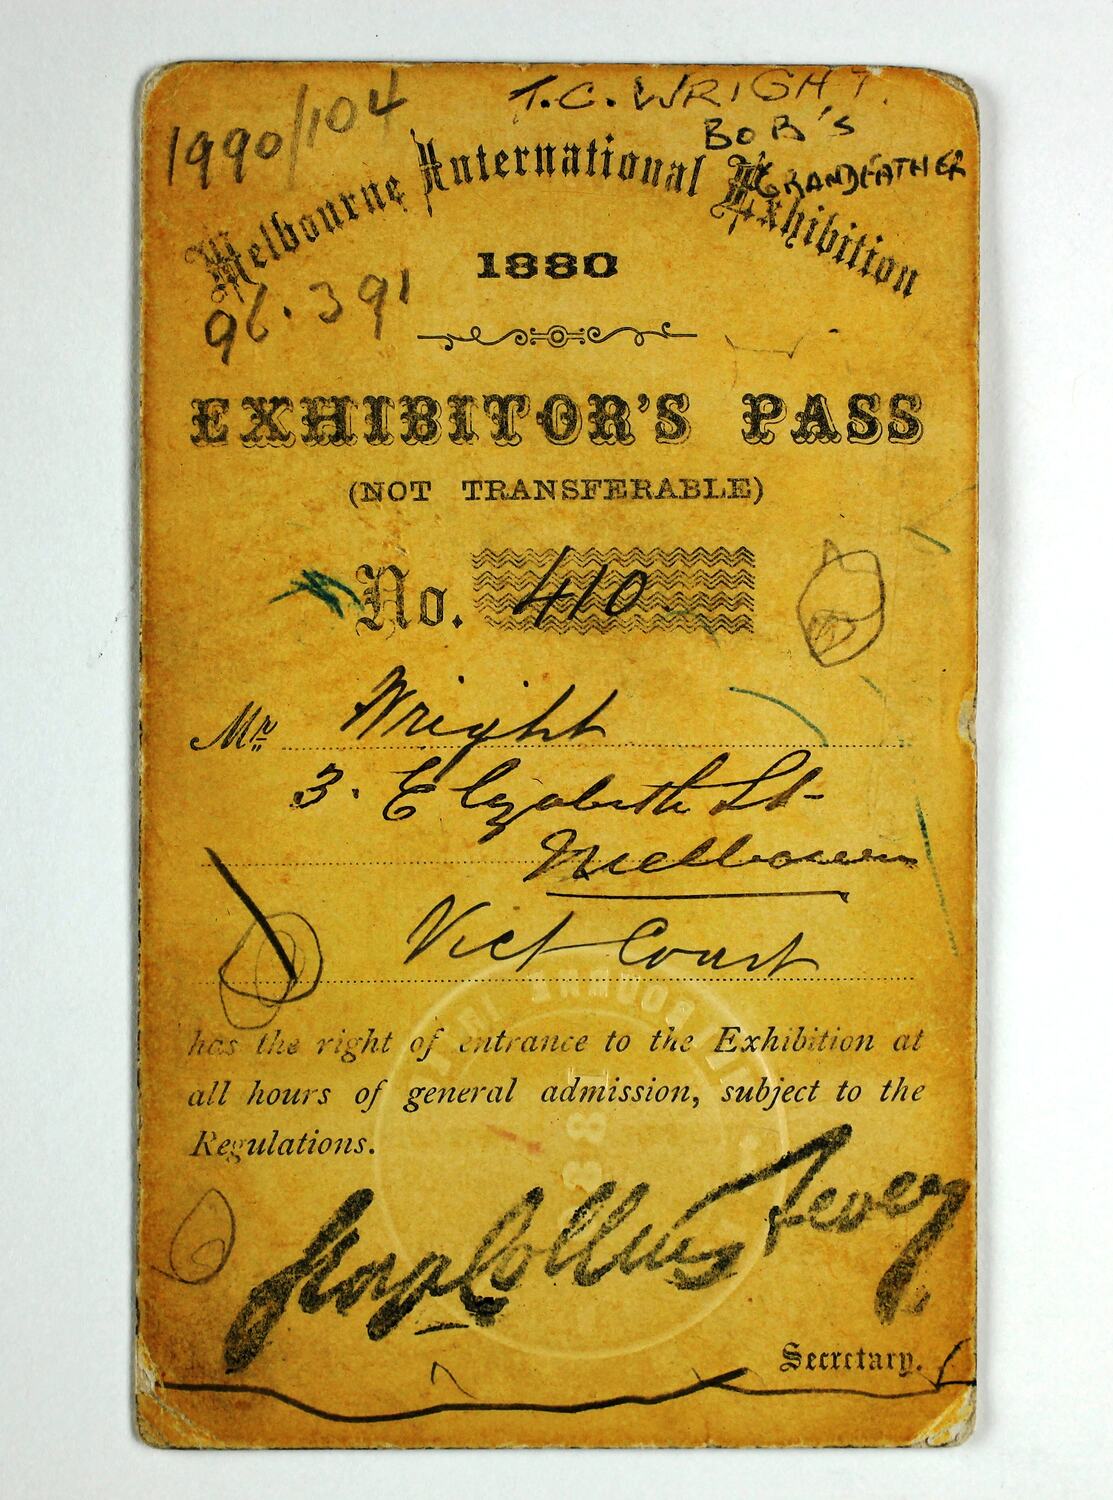 T.C. WRIGHT.
1990/104
BOB'S
GRANDFATHER
Melbourne International Exhibition
1880
96.391
EXHIBITOR'S PASS
(NOT TRANSFERABLE)
No. 410
Mr. Wright
3. Elizabeth St
Melbourne
Vict Court
has the right of entrance to the Exhibition at
all hours of general admission, subject to the
Regulations.
Secretary.